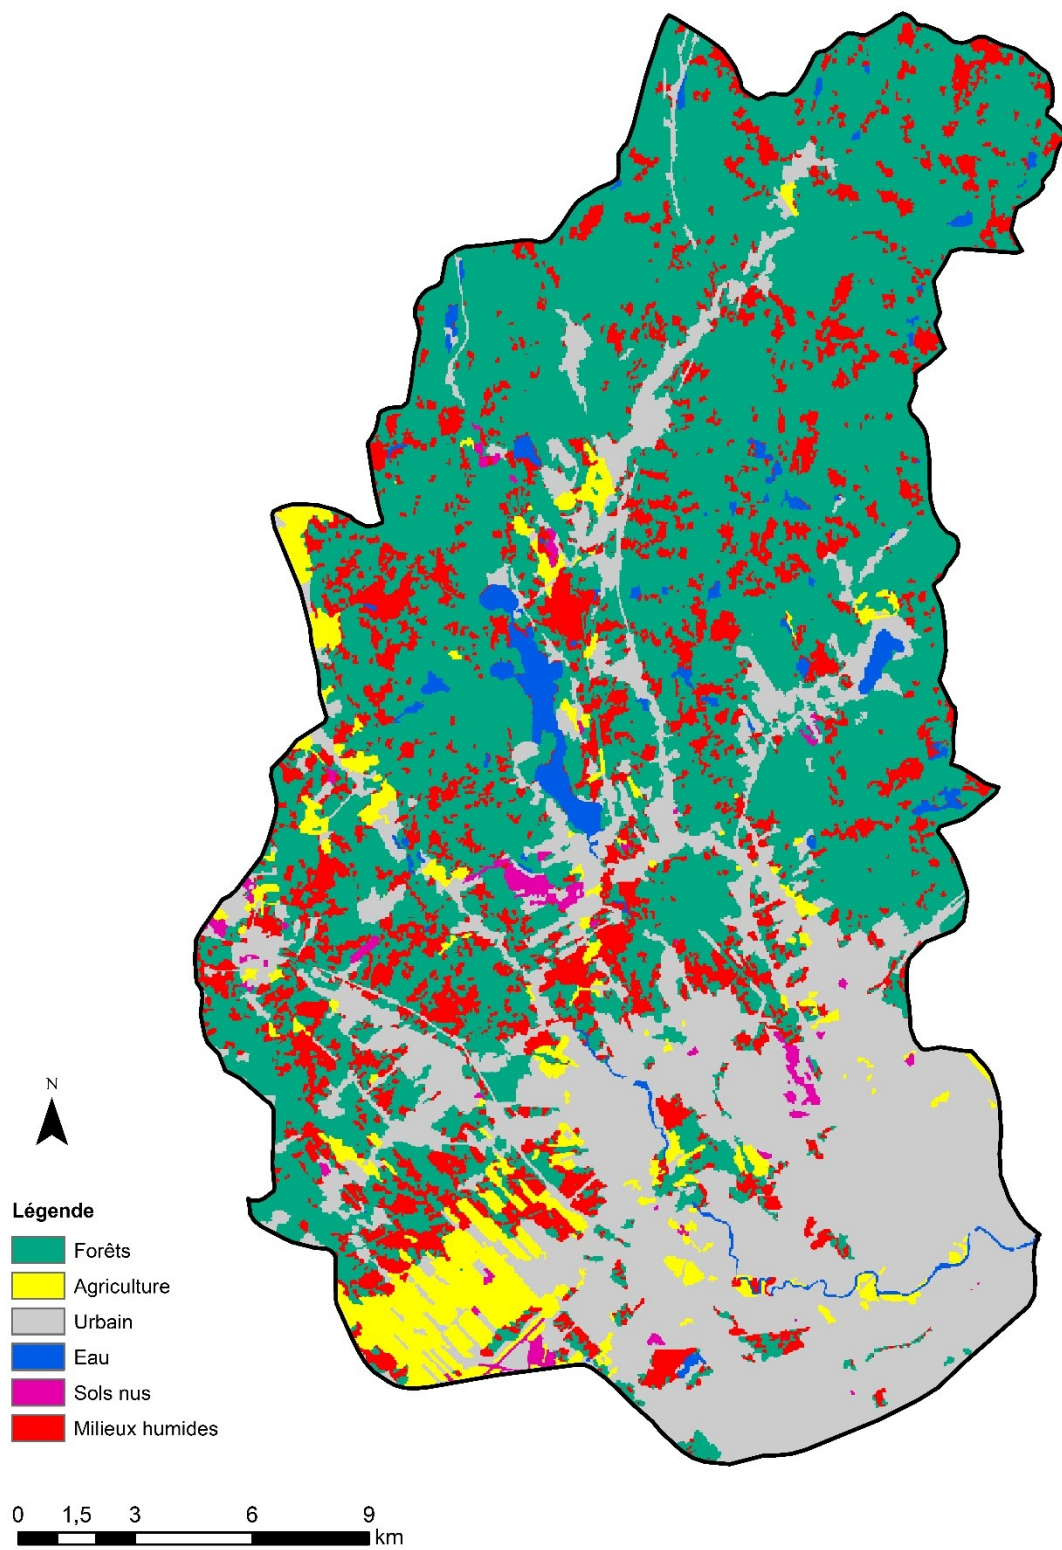 N
Légende
Forêts
Agriculture
Urbain
Eau
Sols nus
Milieux humides
0 1,5 3 6 9
km